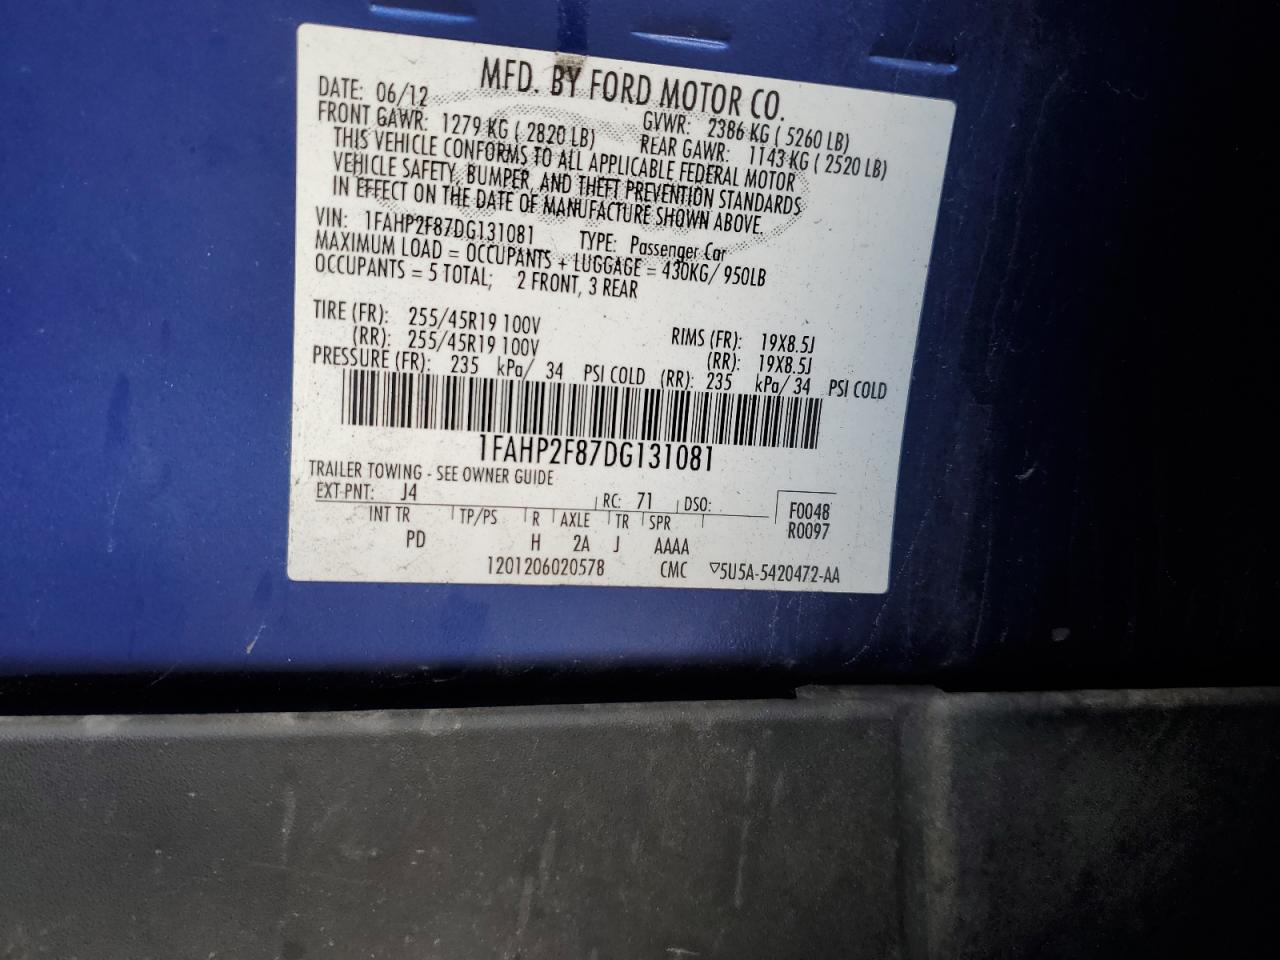 MFD. BY FORD MOTOR CO.
DATE: 06/12 GVWR: 2386 KG ( 5260 LB)
FRONT GAWR: 1279 KG ( 2820 LB) REAR GAWR: 1143 KG ( 2520 LB)
THIS VEHICLE CONFORMS TO ALL APPLICABLE FEDERAL MOTOR
VEHICLE SAFETY, BUMPER, AND THEFT PREVENTION STANDARDS
IN EFFECT ON THE DATE OF MANUFACTURE SHOWN ABOVE.
VIN: 1FAHP2F87DG131081 TYPE: Passenger Car
MAXIMUM LOAD = OCCUPANTS + LUGGAGE = 430KG/ 950LB
OCCUPANTS = 5 TOTAL; 2 FRONT, 3 REAR
TIRE (FR): 255/45R19 100V RIMS (FR): 19X8.5J
(RR): 255/45R19 100V (RR): 19X8.5J
PRESSURE (FR): 235 kPa/ 34 PSI COLD (RR): 235 kPa/ 34 PSI COLD
1FAHP2F87DG131081
TRAILER TOWING - SEE OWNER GUIDE
EXT-PNT: J4 RC: 71 DSO: F0048
INT TR TP/PS R AXLE TR SPR R0097
PD H 2A J AAAA
1201206020578 CMC ▽5U5A-5420472-AA